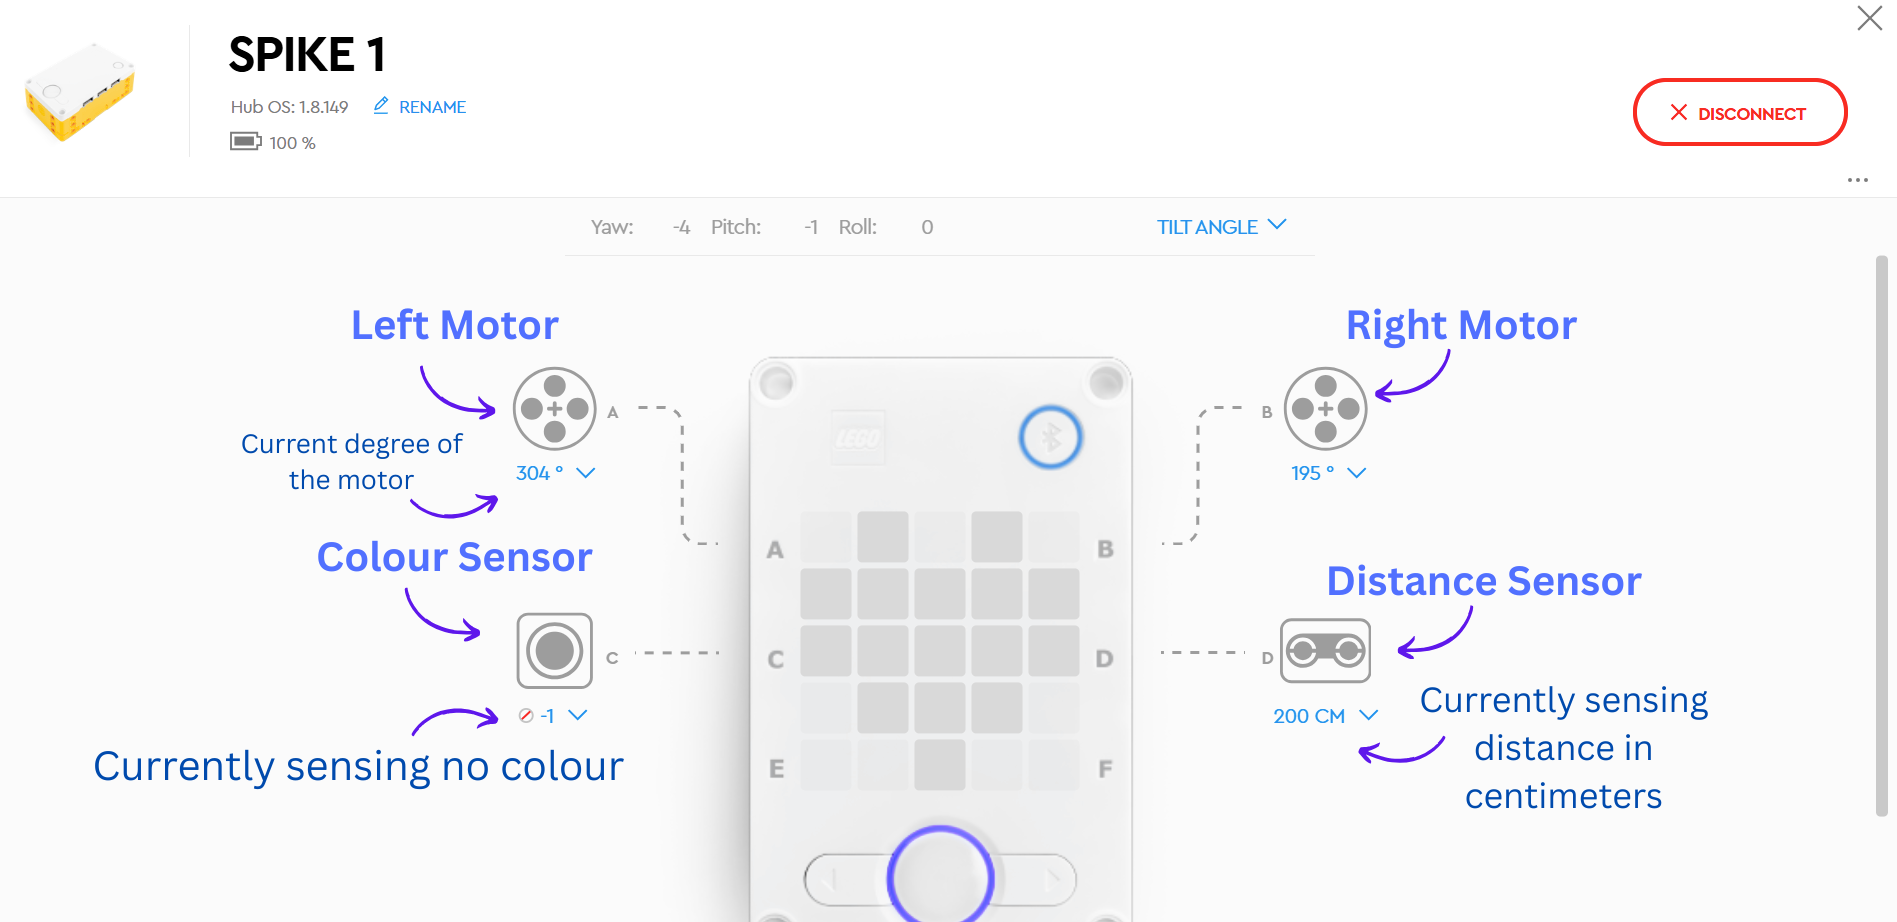 SPIKE 1
Hub OS: 1.8.149 RENAME
100 %
DISCONNECT
Yaw: -4 Pitch: -1 Roll: 0 TILT ANGLE
Left Motor
Right Motor
A
B
Current degree of
the motor
304 °
195 °
LEGO
A
B
Colour Sensor
Distance Sensor
C
D
C
D
-1
200 CM
Currently sensing no colour
Currently sensing
distance in
centimeters
E
F